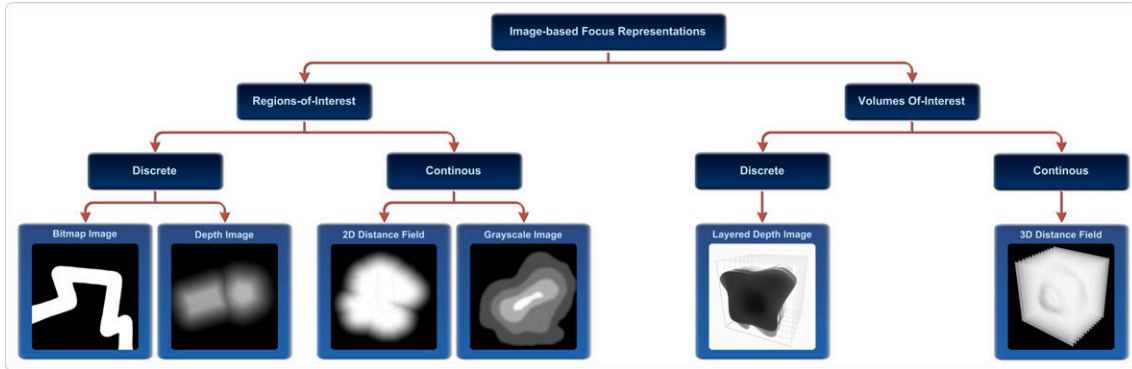 Image-based Focus Representations
Regions-of-Interest
Volumes Of-Interest
Discrete
Continous
Discrete
Continous
Bitmap Image
Depth Image
2D Distance Field
Grayscale Image
Layered Depth Image
3D Distance Field